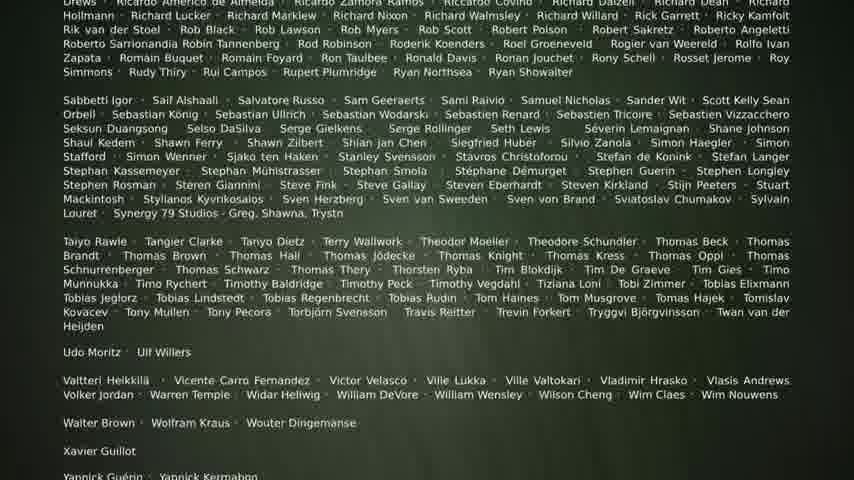 Drews · Ricardo Américo de Almeida · Ricardo Zamora Ramos · Riccardo Covino · Richard Dalzell · Richard Dean · Richard
Hollmann · Richard Lucker · Richard Marklew · Richard Nixon · Richard Walmsley · Richard Willard · Rick Garrett · Ricky Kamfolt
Rik van der Stoel · Rob Black · Rob Lawson · Rob Myers · Rob Scott · Robert Polson · Robert Sakretz · Roberto Angeletti
Roberto Sarrionandia Robin Tannenberg · Rod Robinson · Roderik Koenders · Roel Groeneveld · Rogier van Weereld · Rolfo Ivan
Zapata · Romain Buquet · Romain Foyard · Ron Taulbee · Ronald Davis · Ronan Jouchet · Rony Schell · Rosset Jerome · Roy
Simmons · Rudy Thiry · Rui Campos · Rupert Plumridge · Ryan Northsea · Ryan Showalter
Sabbetti Igor · Saif Alshaali · Salvatore Russo · Sam Geeraerts · Sami Raivio · Samuel Nicholas · Sander Wit · Scott Kelly Sean
Orbell · Sebastian König · Sebastian Ullrich · Sebastian Wodarski · Sebastien Renard · Sebastien Tricoire · Sebastien Vizzacchero
Seksun Duangsong · Selso DaSilva · Serge Gielkens · Serge Rollinger · Seth Lewis · Séverin Lemaignan · Shane Johnson
Shaul Kedem · Shawn Ferry · Shawn Zilbert · Shian Jan Chen · Siegfried Huber · Silvio Zanola · Simon Haegler · Simon
Stafford · Simon Wenner · Sjako ten Haken · Stanley Svensson · Stavros Christoforou · Stefan de Konink · Stefan Langer
Stephan Kassemeyer · Stephan Mühlstrasser · Stephan Smola · Stéphane Démurget · Stephen Guerin · Stephen Longley
Stephen Rosman · Steren Giannini · Steve Fink · Steve Gallay · Steven Eberhardt · Steven Kirkland · Stijn Peeters · Stuart
Mackintosh · Stylianos Kyvrikosaios · Sven Herzberg · Sven van Sweeden · Sven von Brand · Sviatoslav Chumakov · Sylvain
Louret · Synergy 79 Studios - Greg, Shawna, Trystn
Taiyo Rawle · Tangier Clarke · Tanyo Dietz · Terry Wallwork · Theodor Moeller · Theodore Schundler · Thomas Beck · Thomas
Brandt · Thomas Brown · Thomas Hall · Thomas Jödecke · Thomas Knight · Thomas Kress · Thomas Oppl · Thomas
Schnurrenberger · Thomas Schwarz · Thomas Thery · Thorsten Ryba · Tim Blokdijk · Tim De Graeve · Tim Gies · Timo
Munnukka · Timo Rychert · Timothy Baldridge · Timothy Peck · Timothy Vegdahl · Tiziana Loni · Tobi Zimmer · Tobias Elixmann
Tobias Jeglorz · Tobias Lindstedt · Tobias Regenbrecht · Tobias Rudin · Tom Haines · Tom Musgrove · Tomas Hajek · Tomislav
Kovacev · Tony Mullen · Tony Pecora · Torbjörn Svensson · Travis Reitter · Trevin Forkert · Tryggvi Björgvinsson · Twan van der
Heijden
Udo Moritz · Ulf Willers
Valtteri Heikkilä · Vicente Carro Fernandez · Victor Velasco · Ville Lukka · Ville Valtokari · Vladimir Hrasko · Vlasis Andrews
Volker Jordan · Warren Temple · Widar Hellwig · William DeVore · William Wensley · Wilson Cheng · Wim Claes · Wim Nouwens
Walter Brown · Wolfram Kraus · Wouter Dingemanse
Xavier Guillot
Yannick Guérin · Yannick Kermabon